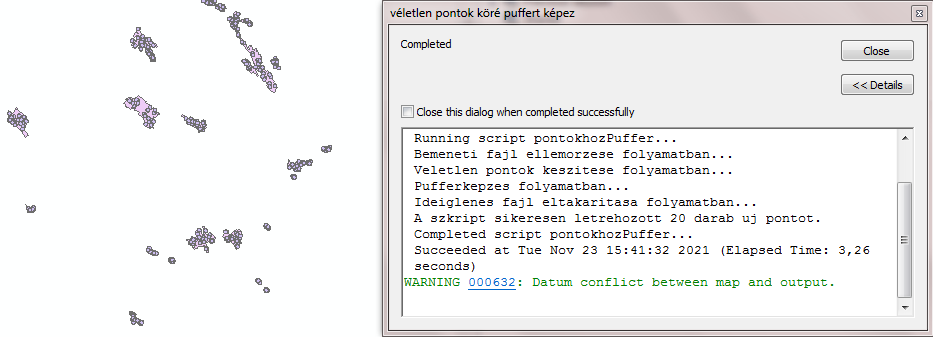 véletlen pontok köré puffert képez
Completed
Close
<< Details
Close this dialog when completed successfully
Running script pontokhozPuffer...
Bemeneti fajl ellemorzese folyamatban...
Veletlen pontok keszitese folyamatban...
Pufferkepzes folyamatban...
Ideiglenes fajl eltakaritasa folyamatban...
A szkript sikeresen letrehozott 20 darab uj pontot.
Completed script pontokhozPuffer...
Succeeded at Tue Nov 23 15:41:32 2021 (Elapsed Time: 3,26
seconds)
WARNING 000632: Datum conflict between map and output.